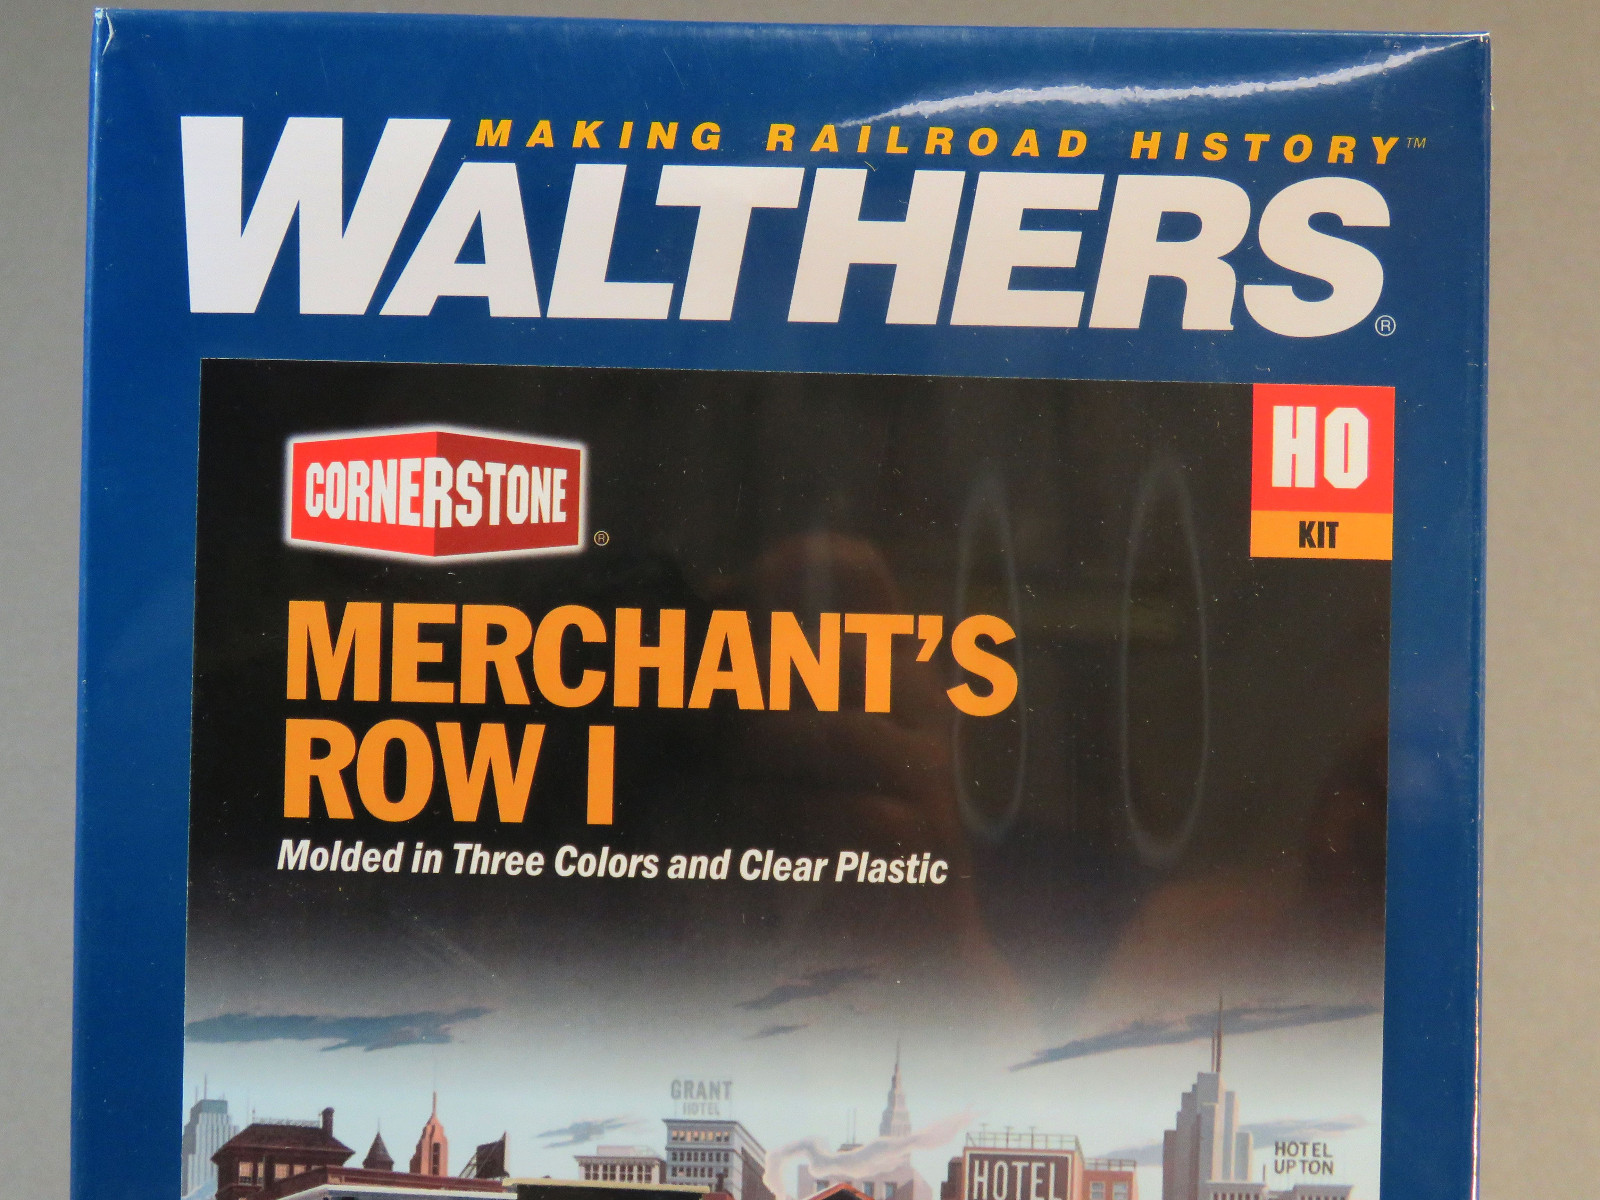 MAKING RAILROAD HISTORY™
WALTHERS®
HO
KIT
CORNERSTONE®
MERCHANT'S
ROW I
Molded in Three Colors and Clear Plastic
GRANT
HOTEL
HOTEL
HOTEL
UPTON